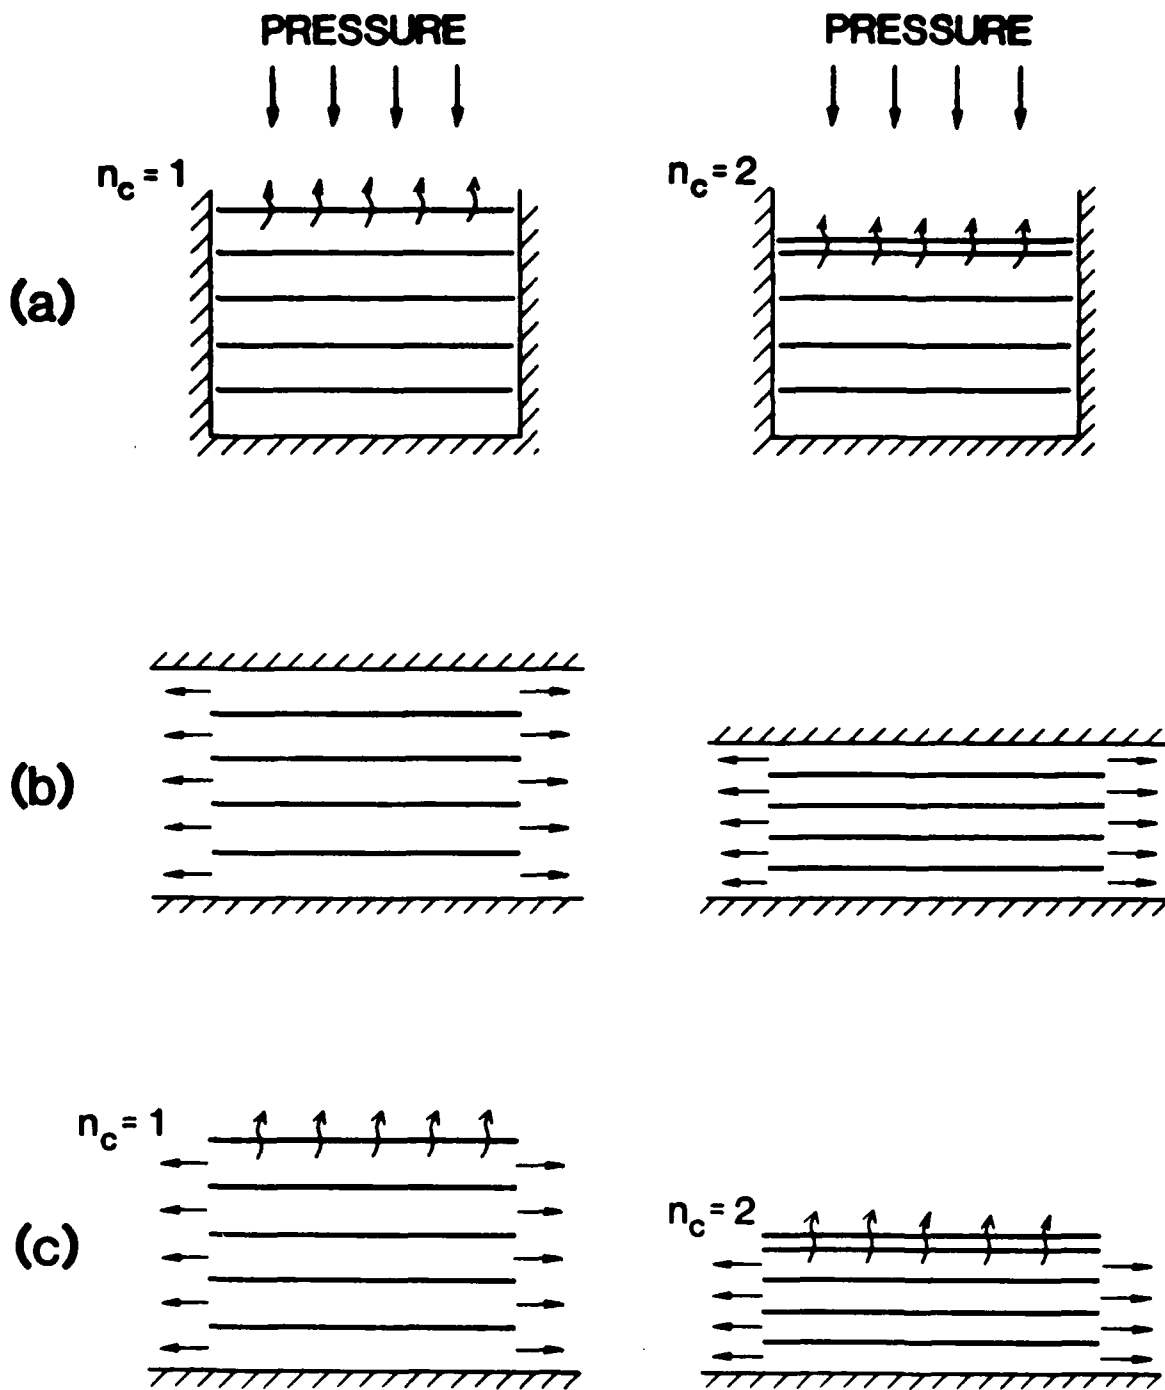 PRESSURE PRESSURE
n_c = 1 n_c = 2
(a)
(b)
n_c = 1
n_c = 2
(c)